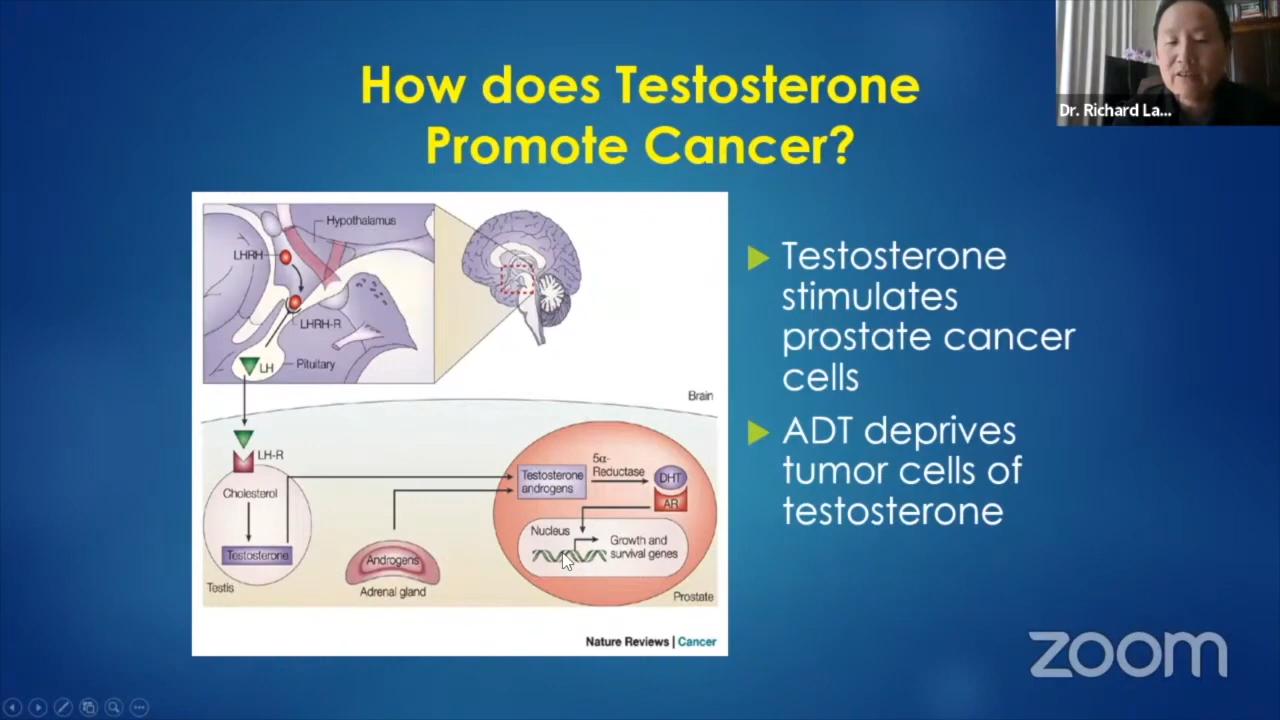 How does Testosterone
Promote Cancer?
Dr. Richard La...
Hypothalamus
LHRH
LHRH-R
LH
Pituitary
Brain
LH-R
Cholesterol
Testosterone
Testis
Androgens
Adrenal gland
Testosterone
androgens
5α-
Reductase
DHT
AR
Nucleus
Growth and
survival genes
Prostate
Nature Reviews | Cancer
Testosterone
stimulates
prostate cancer
cells
ADT deprives
tumor cells of
testosterone
zoom